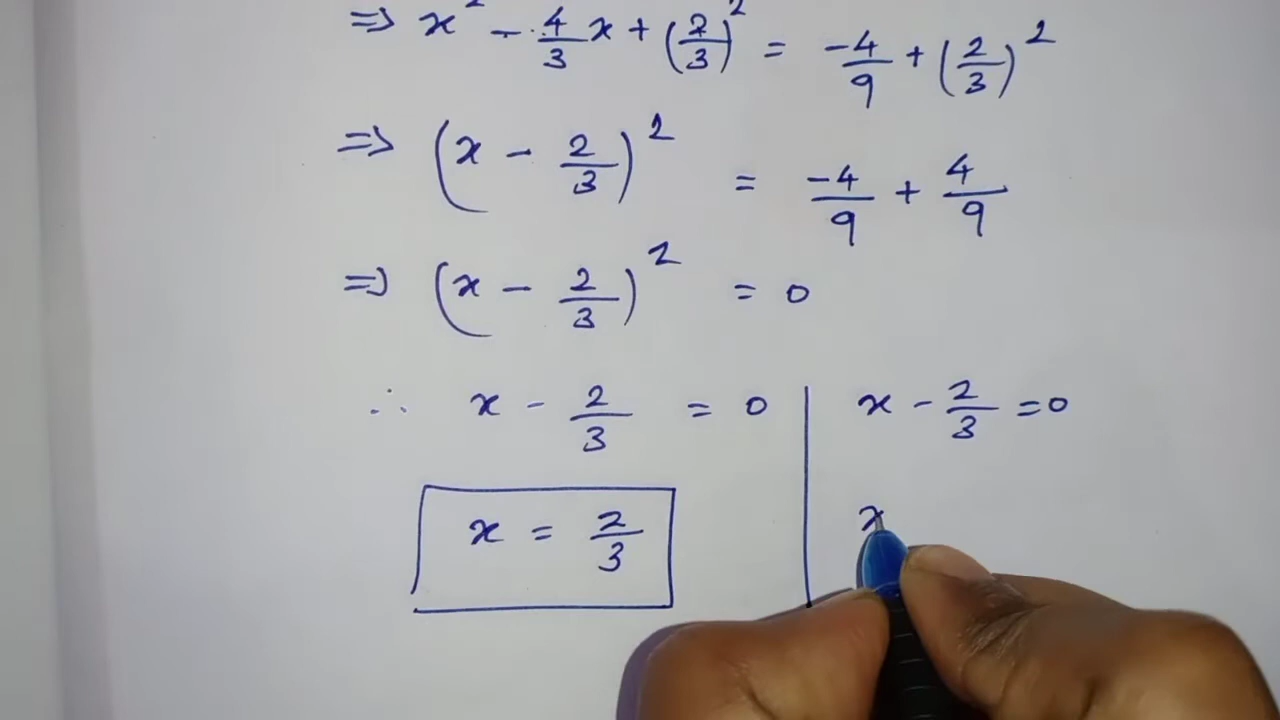 ⇒ x² - 4/3 x + (2/3)² = -4/9 + (2/3)²
⇒ (x - 2/3)² = -4/9 + 4/9
⇒ (x - 2/3)² = 0
∴ x - 2/3 = 0 | x - 2/3 = 0
x = 2/3 | x